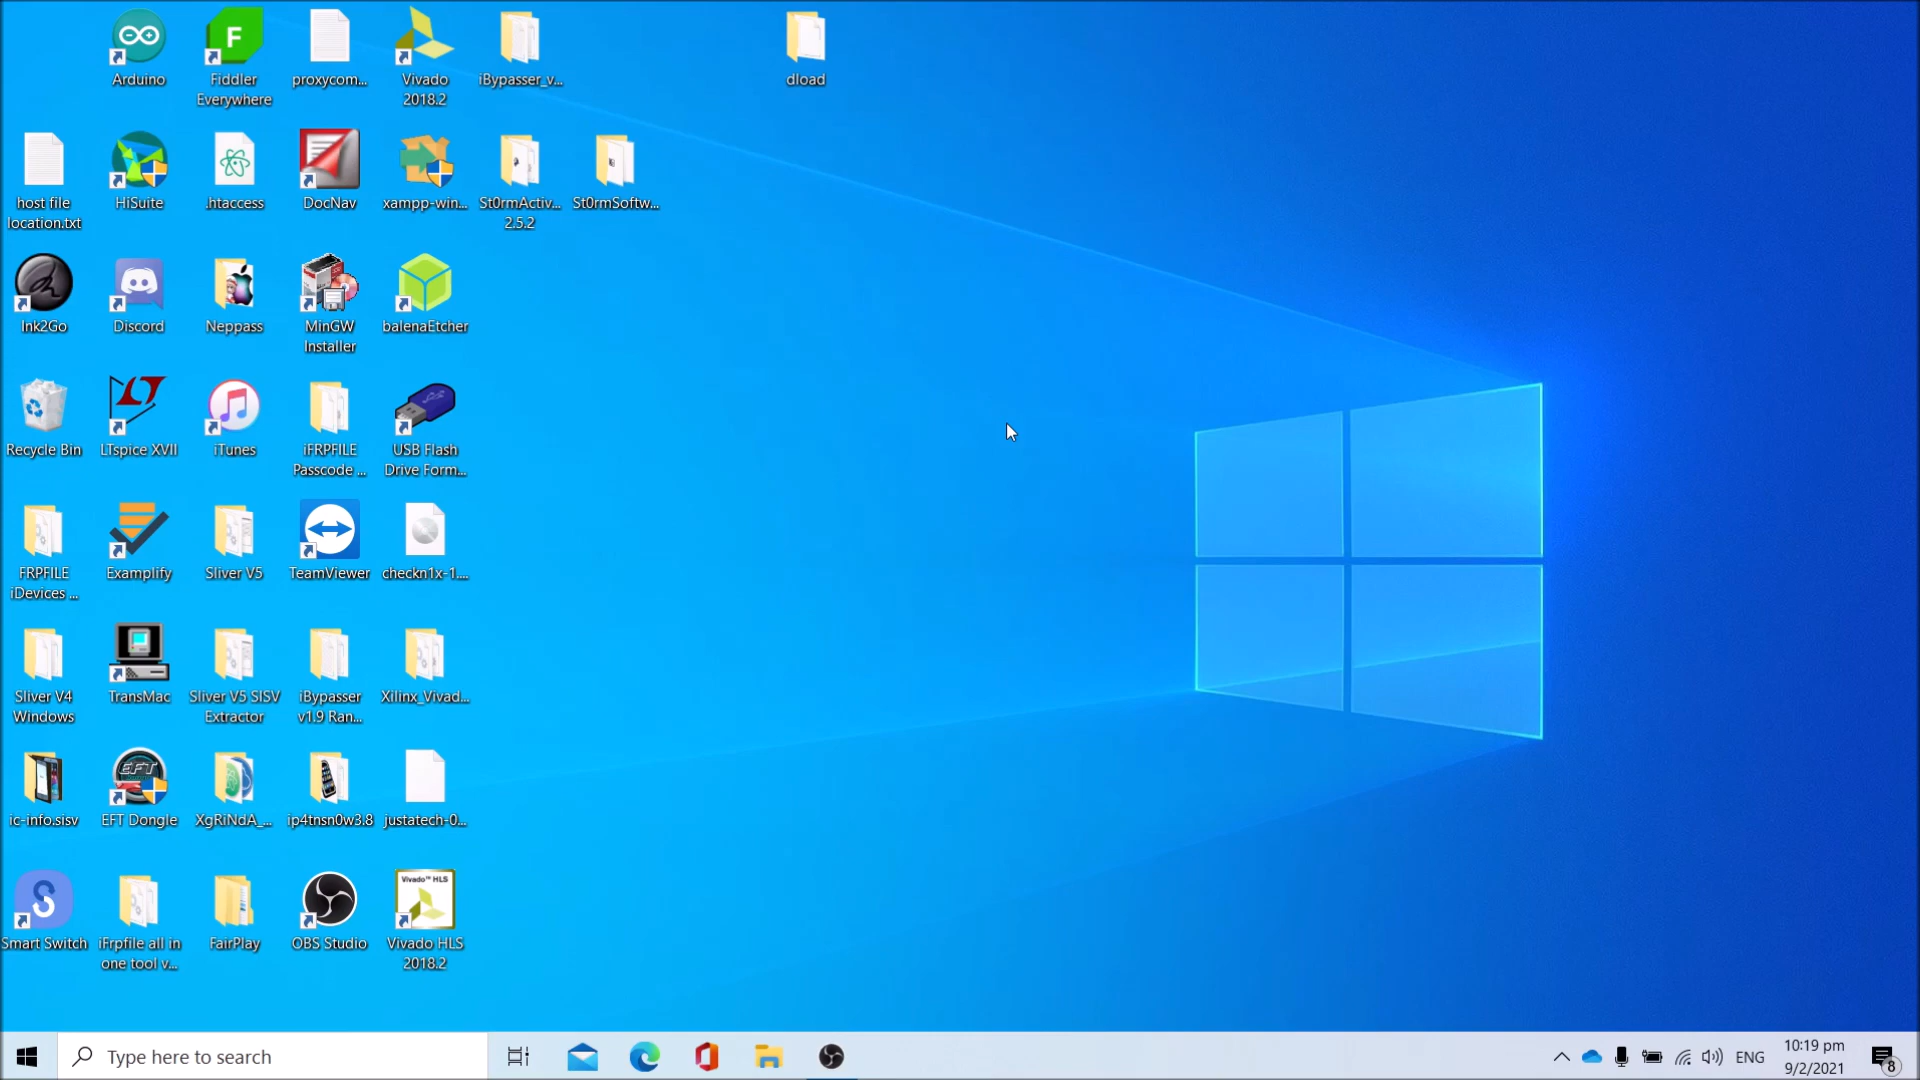 Arduino
Fiddler
Everywhere
proxycom...
Vivado
2018.2
iBypasser_v...
dload
host file
location.txt
HiSuite
.htaccess
DocNav
xampp-win...
St0rmActiv...
2.5.2
St0rmSoftw...
Ink2Go
Discord
Neppass
MinGW
Installer
balenaEtcher
Recycle Bin
LTspice XVII
iTunes
iFRPFILE
Passcode ...
USB Flash
Drive Form...
FRPFILE
iDevices ...
Examplify
Sliver V5
TeamViewer
checkn1x-1....
Sliver V4
Windows
TransMac
Sliver V5 SISV
Extractor
iBypasser
v1.9 Ran...
Xilinx_Vivad...
ic-info.sisv
EFT
EFT Dongle
XgRiNdA_...
ip4tnsn0w3.8
justatech-0...
Smart Switch
iFrpfile all in
one tool v...
FairPlay
OBS Studio
Vivado™ HLS
Vivado HLS
2018.2
Type here to search
ENG
10:19 pm
9/2/2021
8